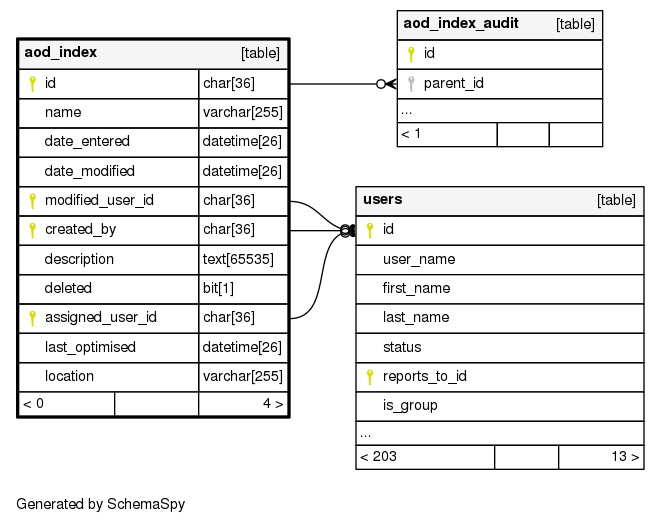 aod_index [table]
id char[36]
name varchar[255]
date_entered datetime[26]
date_modified datetime[26]
modified_user_id char[36]
created_by char[36]
description text[65535]
deleted bit[1]
assigned_user_id char[36]
last_optimised datetime[26]
location varchar[255]
< 0 4 >
aod_index_audit [table]
id
parent_id
...
< 1
users [table]
id
user_name
first_name
last_name
status
reports_to_id
is_group
...
< 203 13 >
Generated by SchemaSpy